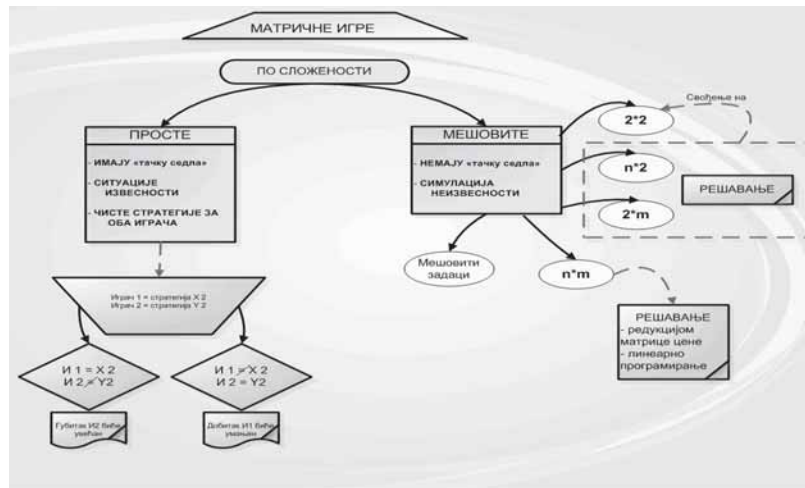 МАТРИЧНЕ ИГРЕ
ПО СЛОЖЕНОСТИ
ПРОСТЕ
- ИМАЈУ «тачку седла»
- СИТУАЦИЈЕ
ИЗВЕСНОСТИ
- ЧИСТЕ СТРАТЕГИЈЕ ЗА
ОБА ИГРАЧА
Играч 1 = стратегија X 2
Играч 2 = стратегија Y 2
И 1 = X 2
И 2 ≠ Y2
И 1 ≠ X 2
И 2 = Y2
Губитак И2 биће
увећан
Добитак И1 биће
умањен
МЕШОВИТЕ
- НЕМАЈУ «тачку седла»
- СИМУЛАЦИЈА
НЕИЗВЕСНОСТИ
Свођење на
2*2
n*2
2*m
РЕШАВАЊЕ
Мешовити
задаци
n*m
РЕШАВАЊЕ
- редукцијом
матрице цене
- линеарно
програмирање